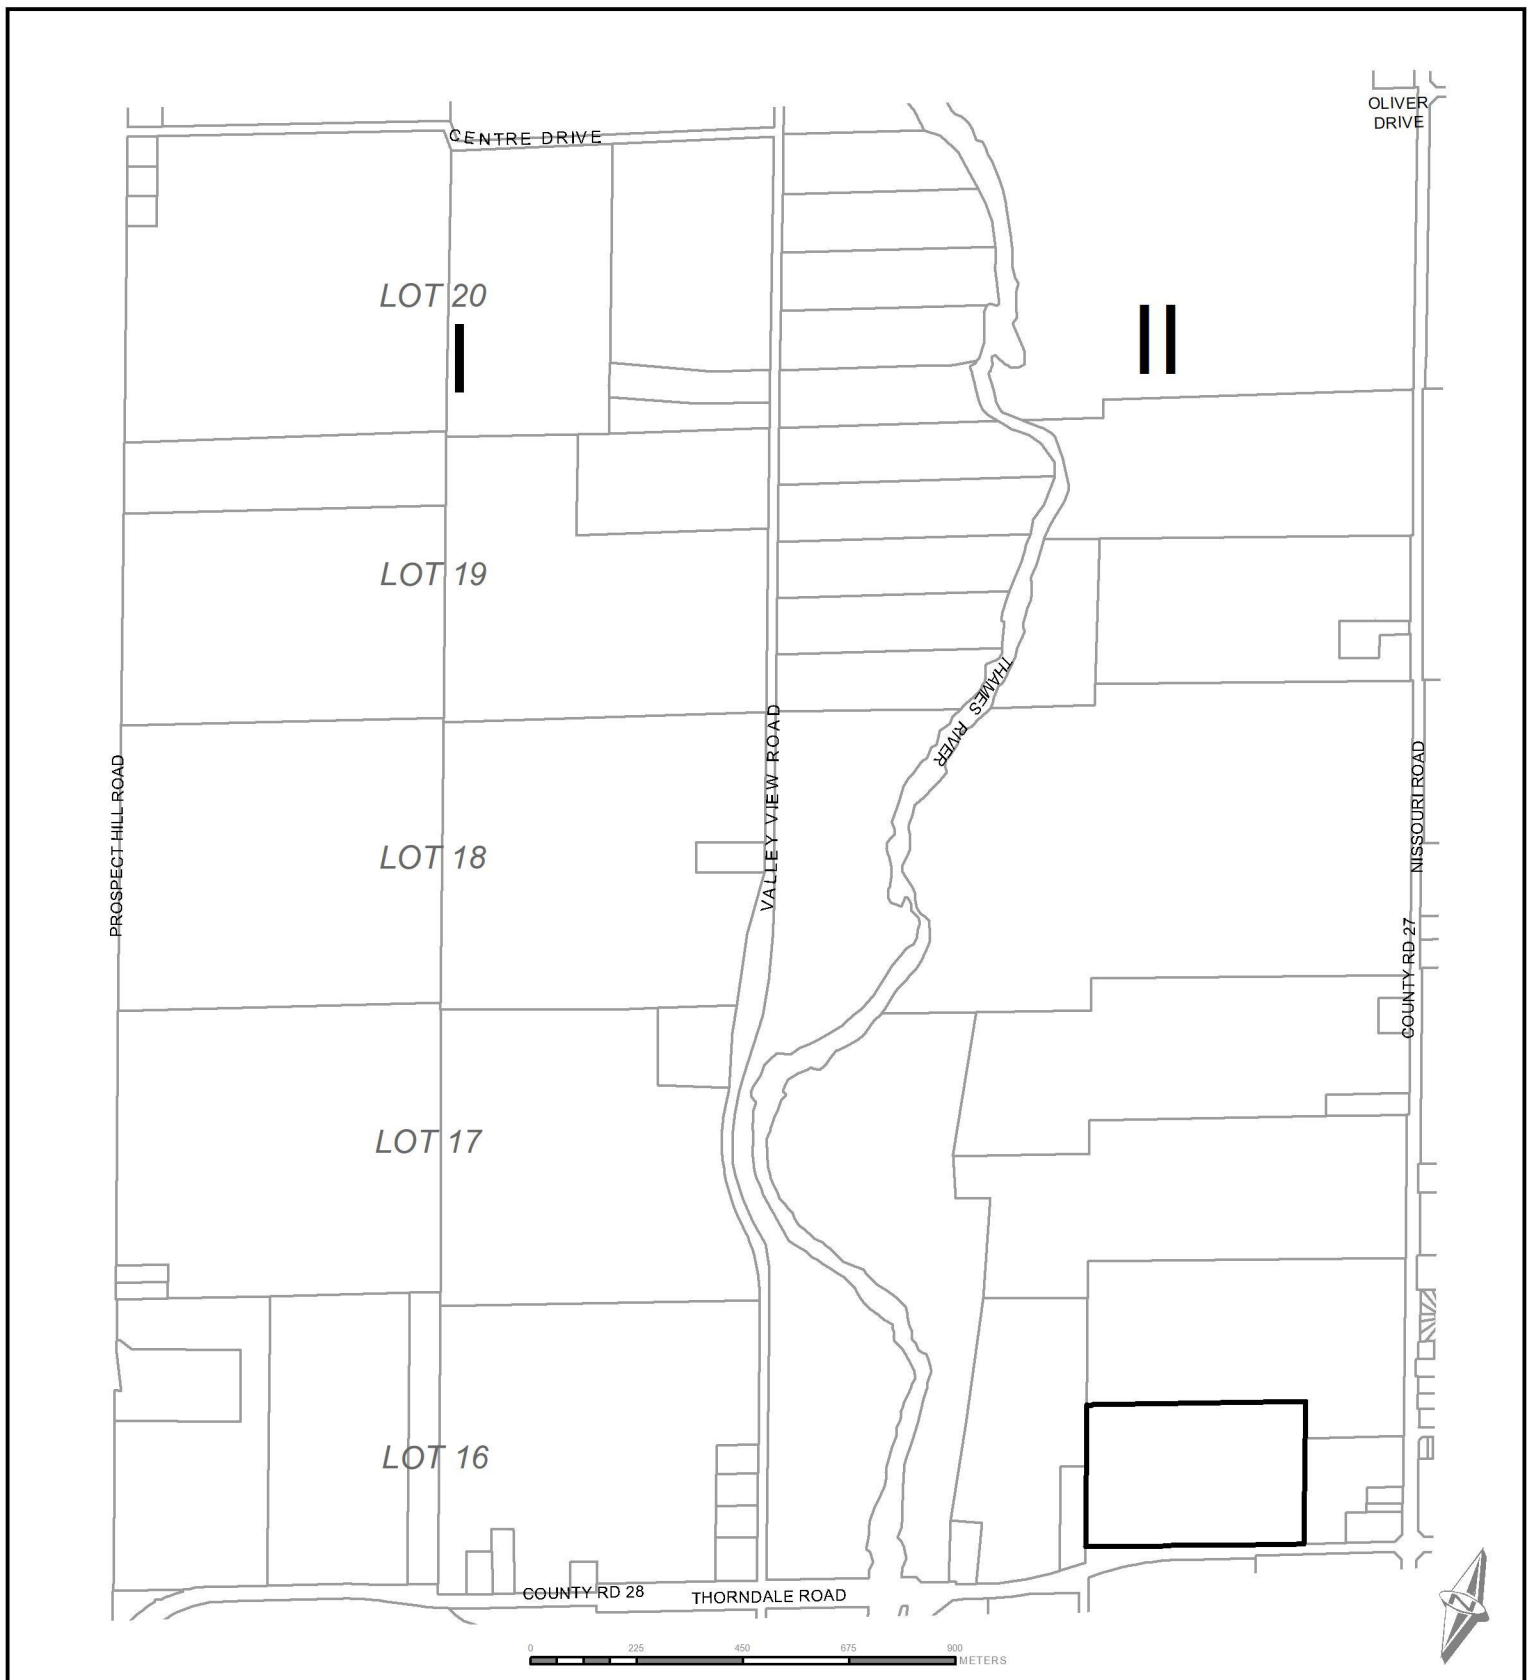 OLIVER
DRIVE
CENTRE DRIVE
LOT 20
I
II
LOT 19
THAMES RIVER
VALLEY VIEW ROAD
PROSPECT HILL ROAD
NISSOURI ROAD
LOT 18
COUNTY RD 27
LOT 17
LOT 16
COUNTY RD 28
THORNDALE ROAD
N
0 225 450 675 900
METERS